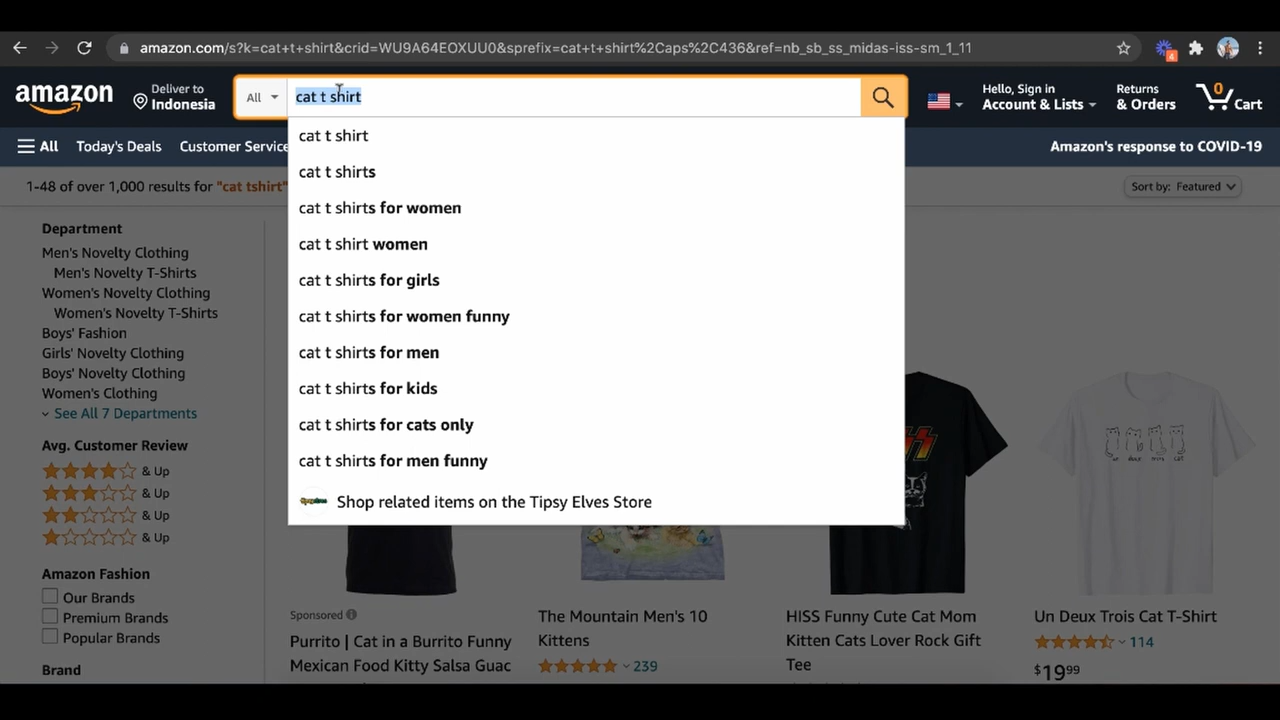 amazon.com/s?k=cat+t+shirt&crid=WU9A64EOXUU0&sprefix=cat+t+shirt%2Caps%2C436&ref=nb_sb_ss_midas-iss-sm_1_11
4
amazon
Deliver to
Indonesia
All
cat t shirt
Hello, Sign in
Account & Lists
Returns
& Orders
0
Cart
All
Today's Deals
Customer Service
Amazon's response to COVID-19
1-48 of over 1,000 results for "cat tshirt"
Sort by: Featured
cat t shirt
cat t shirts
cat t shirts for women
cat t shirt women
cat t shirts for girls
cat t shirts for women funny
cat t shirts for men
cat t shirts for kids
cat t shirts for cats only
cat t shirts for men funny
Shop related items on the Tipsy Elves Store
Department
Men's Novelty Clothing
Men's Novelty T-Shirts
Women's Novelty Clothing
Women's Novelty T-Shirts
Boys' Fashion
Girls' Novelty Clothing
Boys' Novelty Clothing
Women's Clothing
See All 7 Departments
Avg. Customer Review
& Up
& Up
& Up
& Up
Amazon Fashion
Our Brands
Premium Brands
Popular Brands
Brand
Sponsored
Purrito | Cat in a Burrito Funny
Mexican Food Kitty Salsa Guac
The Mountain Men's 10
Kittens
239
HISS Funny Cute Cat Mom
Kitten Cats Lover Rock Gift
Tee
un deux trois cat
Un Deux Trois Cat T-Shirt
114
$1999